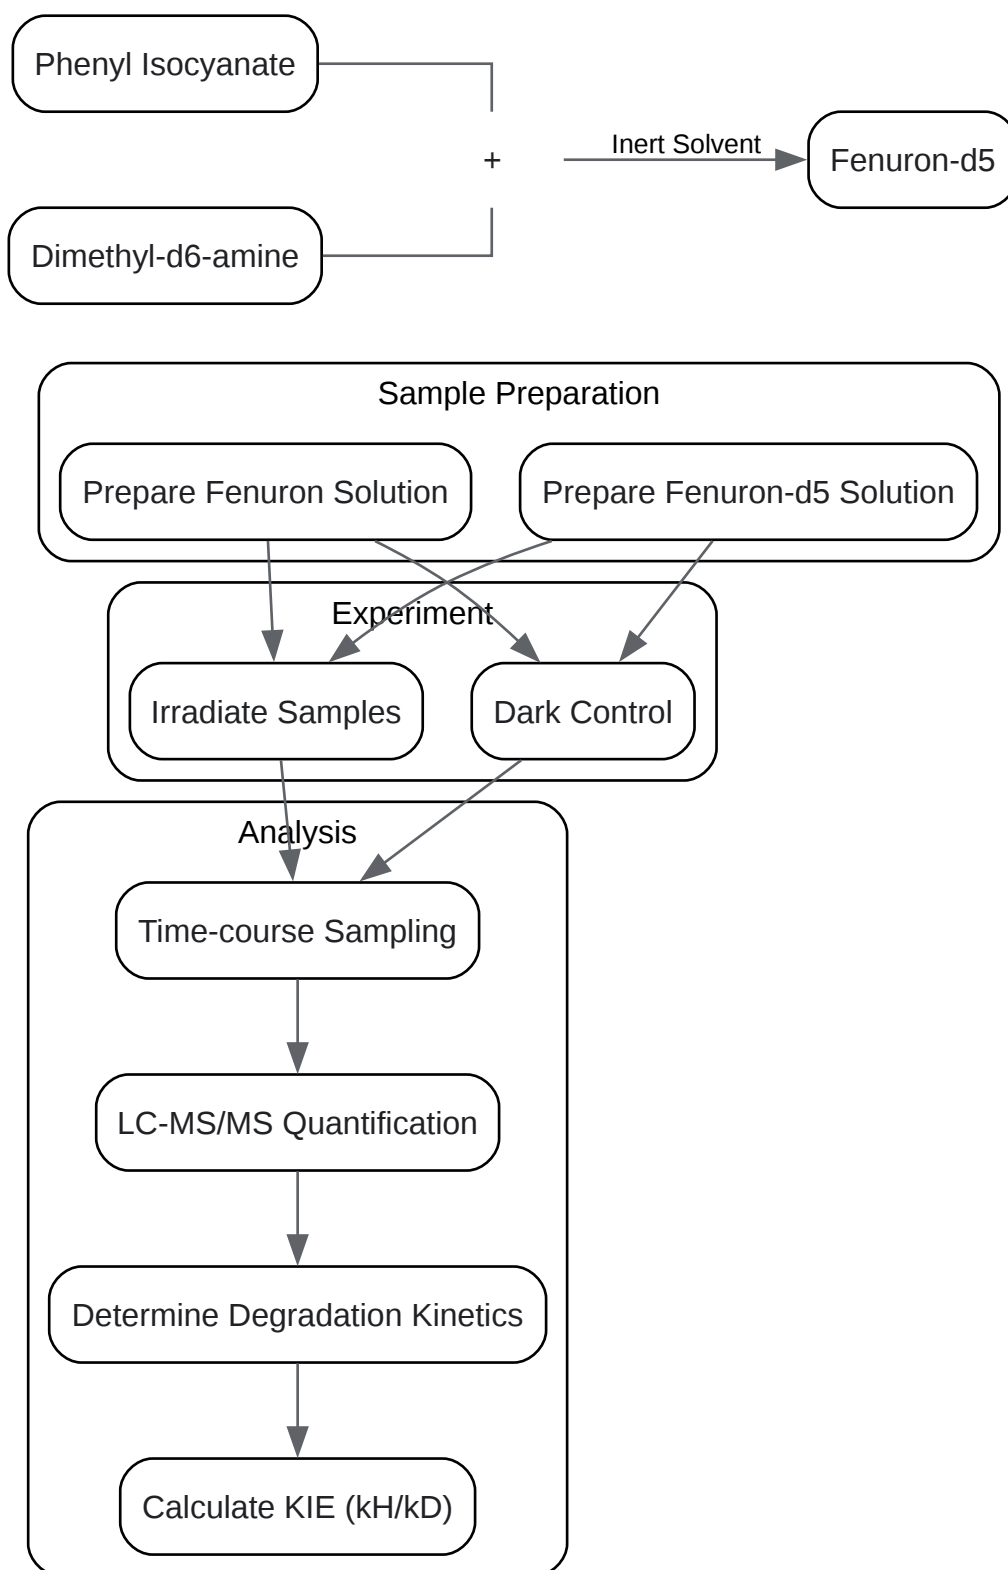 Phenyl Isocyanate
+
Inert Solvent
Fenuron-d5
Dimethyl-d6-amine
Sample Preparation
Prepare Fenuron Solution
Prepare Fenuron-d5 Solution
Experiment
Irradiate Samples
Dark Control
Analysis
Time-course Sampling
LC-MS/MS Quantification
Determine Degradation Kinetics
Calculate KIE (kH/kD)